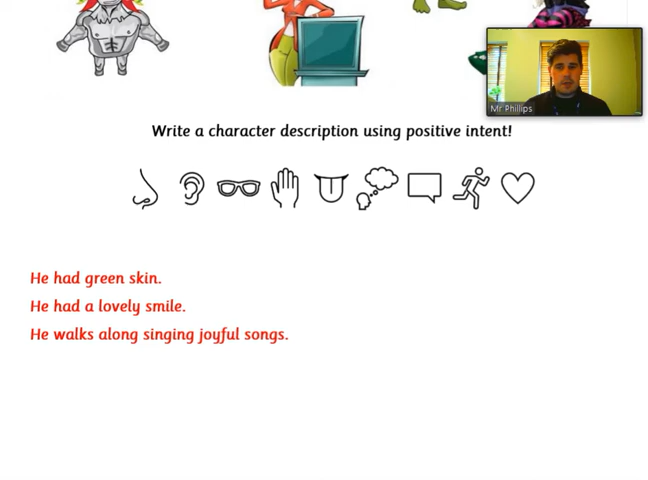 Mr Phillips
Write a character description using positive intent!
He had green skin.
He had a lovely smile.
He walks along singing joyful songs.